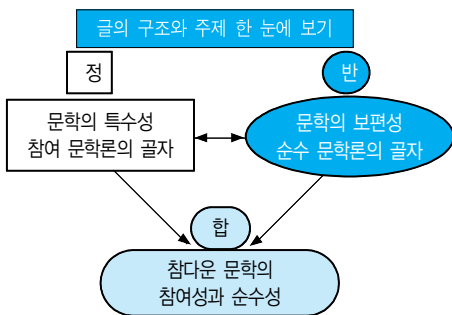 글의 구조와 주제 한 눈에 보기
정
반
문학의 특수성
참여 문학론의 골자
문학의 보편성
순수 문학론의 골자
합
참다운 문학의
참여성과 순수성